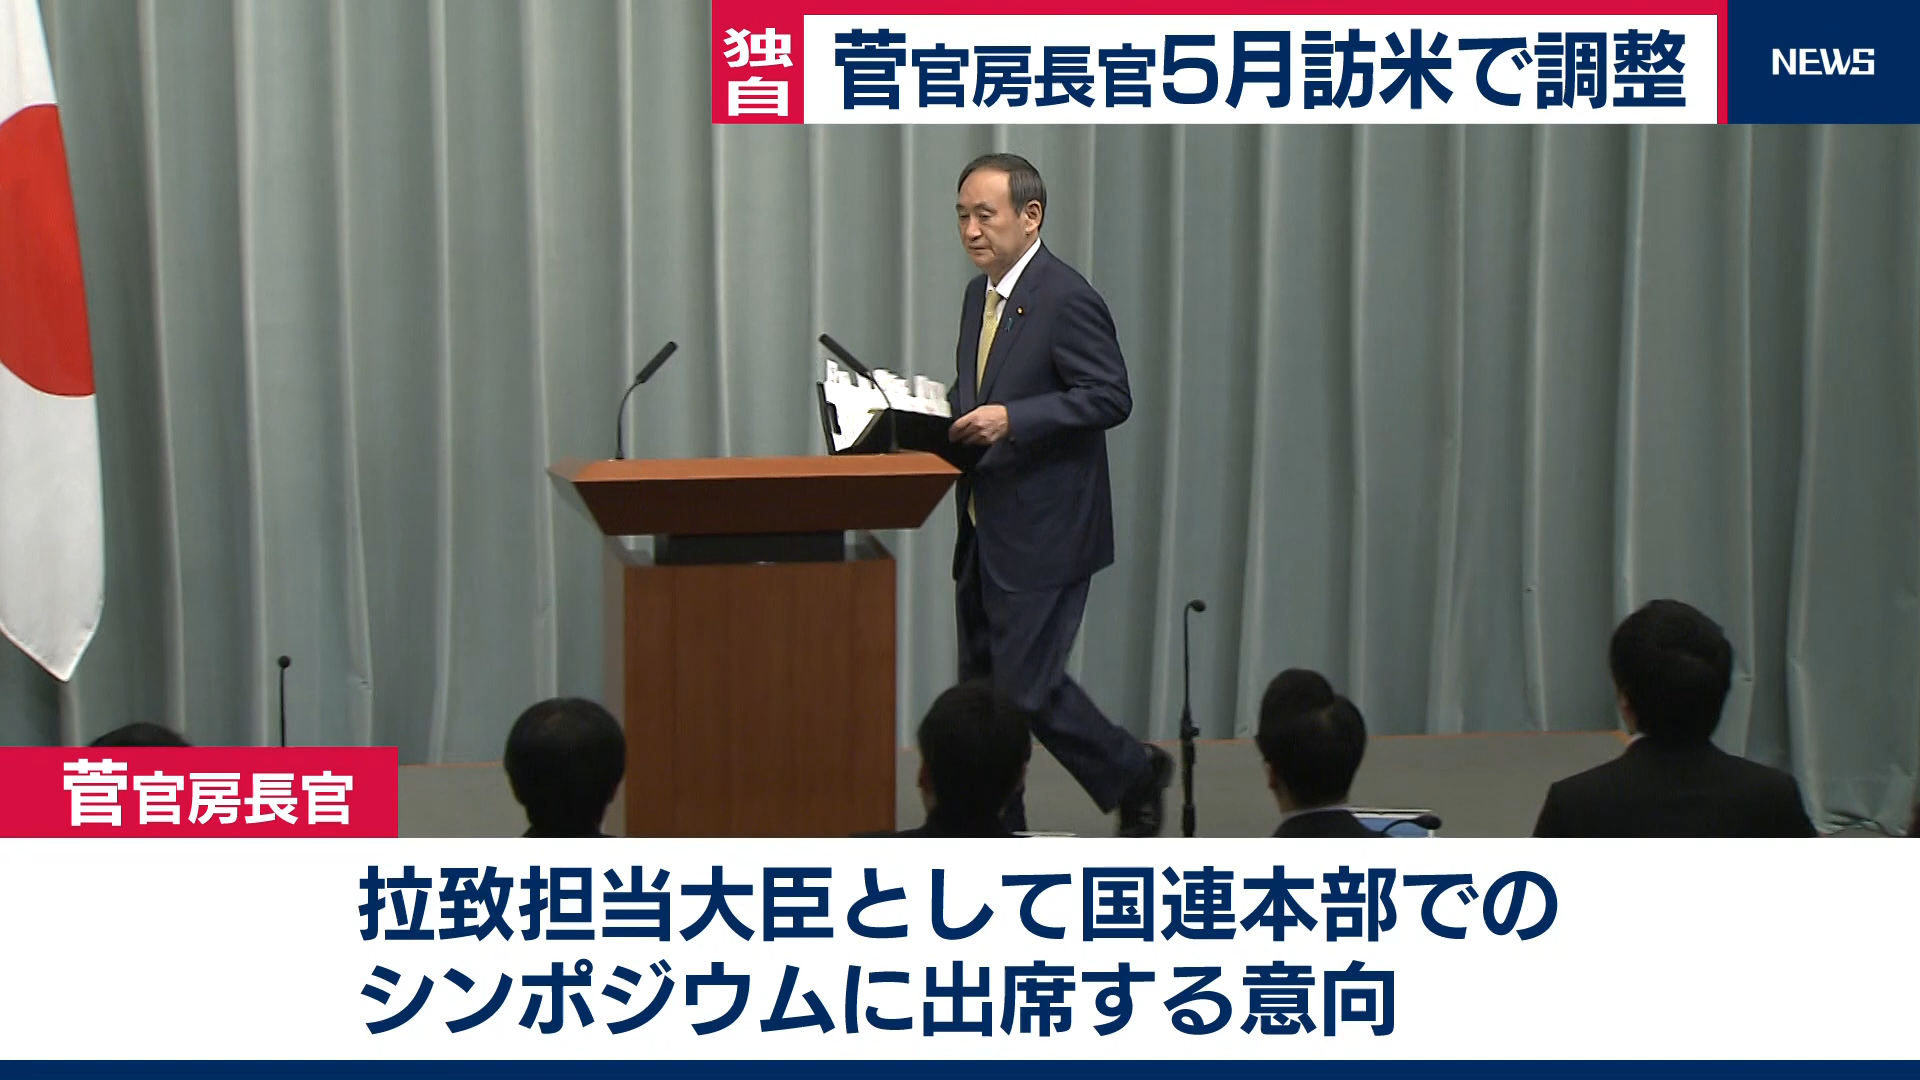 独自
菅官房長官5月訪米で調整
NEWS
菅官房長官
拉致担当大臣として国連本部での
シンポジウムに出席する意向